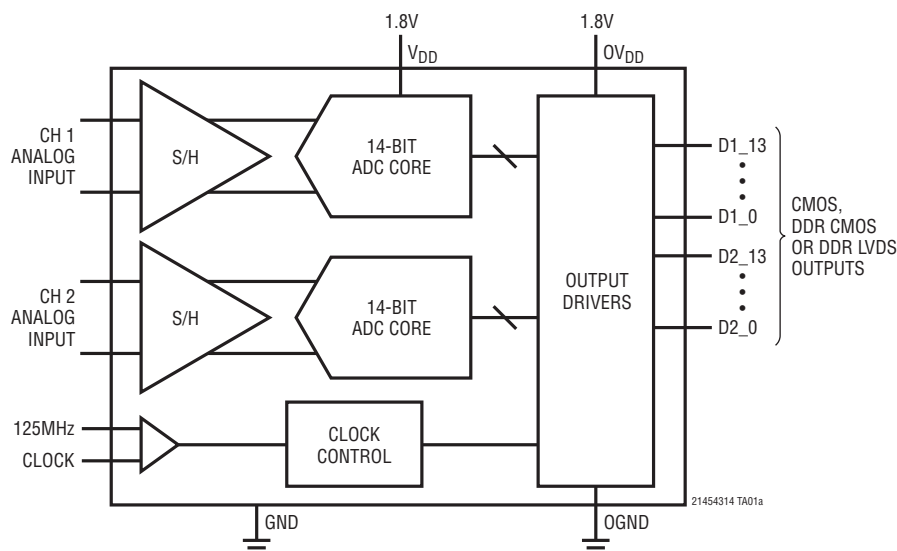 1.8V
1.8V
VDD
OVDD
CH 1
ANALOG
INPUT
S/H
14-BIT
ADC CORE
D1_13
D1_0
CH 2
ANALOG
INPUT
S/H
14-BIT
ADC CORE
OUTPUT
DRIVERS
D2_13
D2_0
CMOS,
DDR CMOS
OR DDR LVDS
OUTPUTS
125MHz
CLOCK
CLOCK
CONTROL
21454314 TA01a
GND
OGND